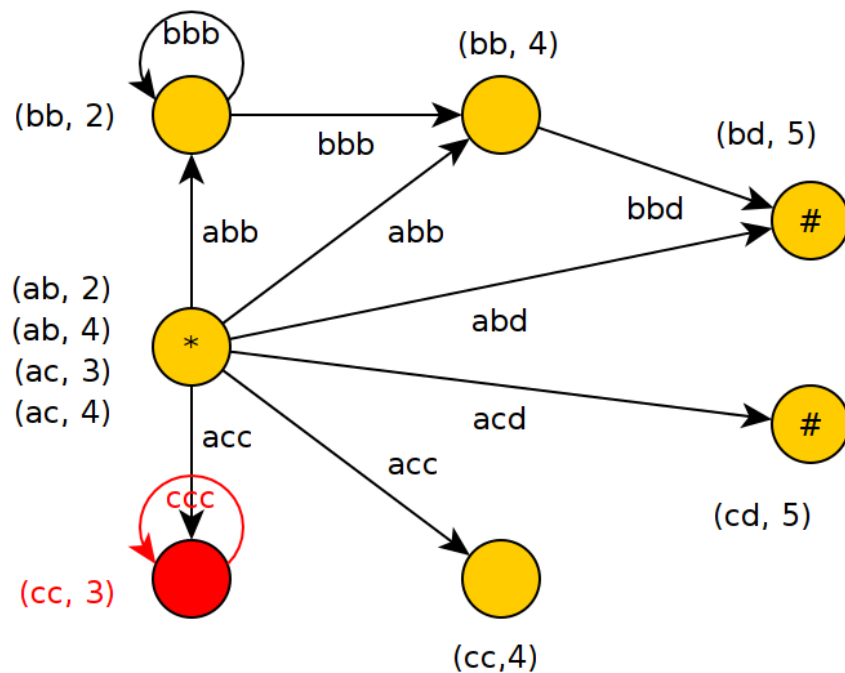 bbb
(bb, 4)
(bb, 2)
bbb
(bd, 5)
#
bbd
abb
abb
(ab, 2)
(ab, 4)
(ac, 3)
(ac, 4)
*
abd
acd
#
acc
acc
ccc
(cd, 5)
(cc, 3)
(cc,4)